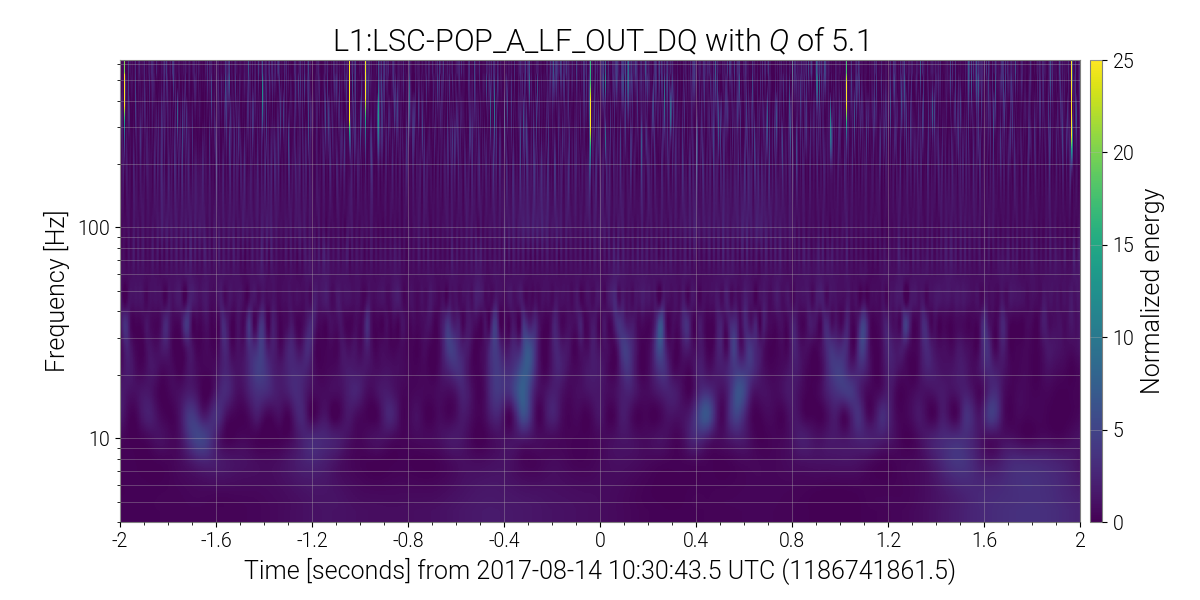 L1:LSC-POP_A_LF_OUT_DQ with Q of 5.1
Frequency [Hz]
100
10
-2 -1.6 -1.2 -0.8 -0.4 0 0.4 0.8 1.2 1.6 2
Time [seconds] from 2017-08-14 10:30:43.5 UTC (1186741861.5)
25
20
15
10
5
0
Normalized energy